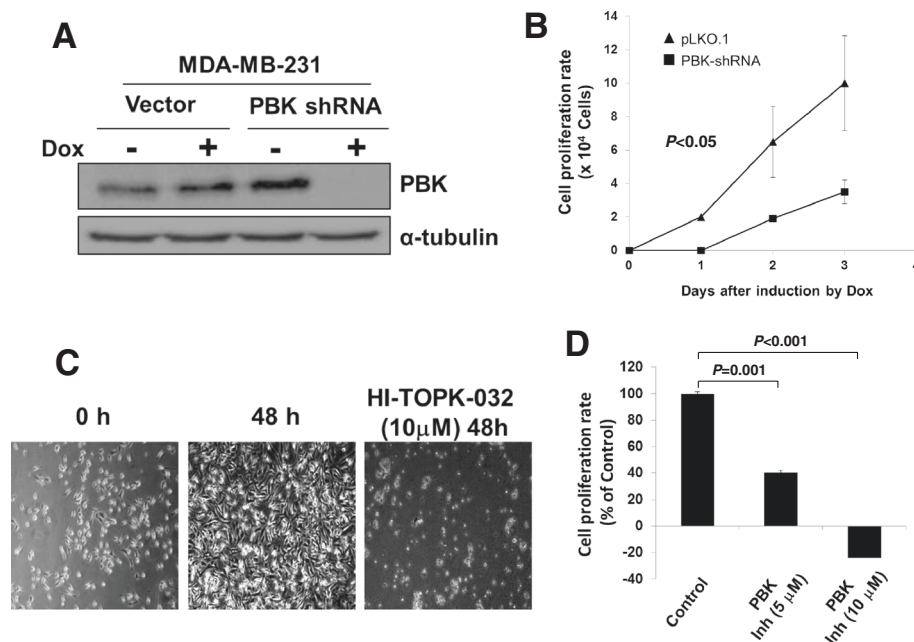 A
MDA-MB-231
Vector PBK shRNA
Dox - + - +
PBK
α-tubulin
B
Cell proliferation rate
(x 10⁴ Cells)
14
12
10
8
6
4
2
0
▲ pLKO.1
■ PBK-shRNA
P<0.05
0 1 2 3 4
Days after induction by Dox
C
0 h
48 h
HI-TOPK-032
(10μM) 48h
D
Cell proliferation rate
(% of Control)
120
100
80
60
40
20
0
-20
-40
P<0.001
P=0.001
Control
PBK
Inh (5 μM)
PBK
Inh (10 μM)